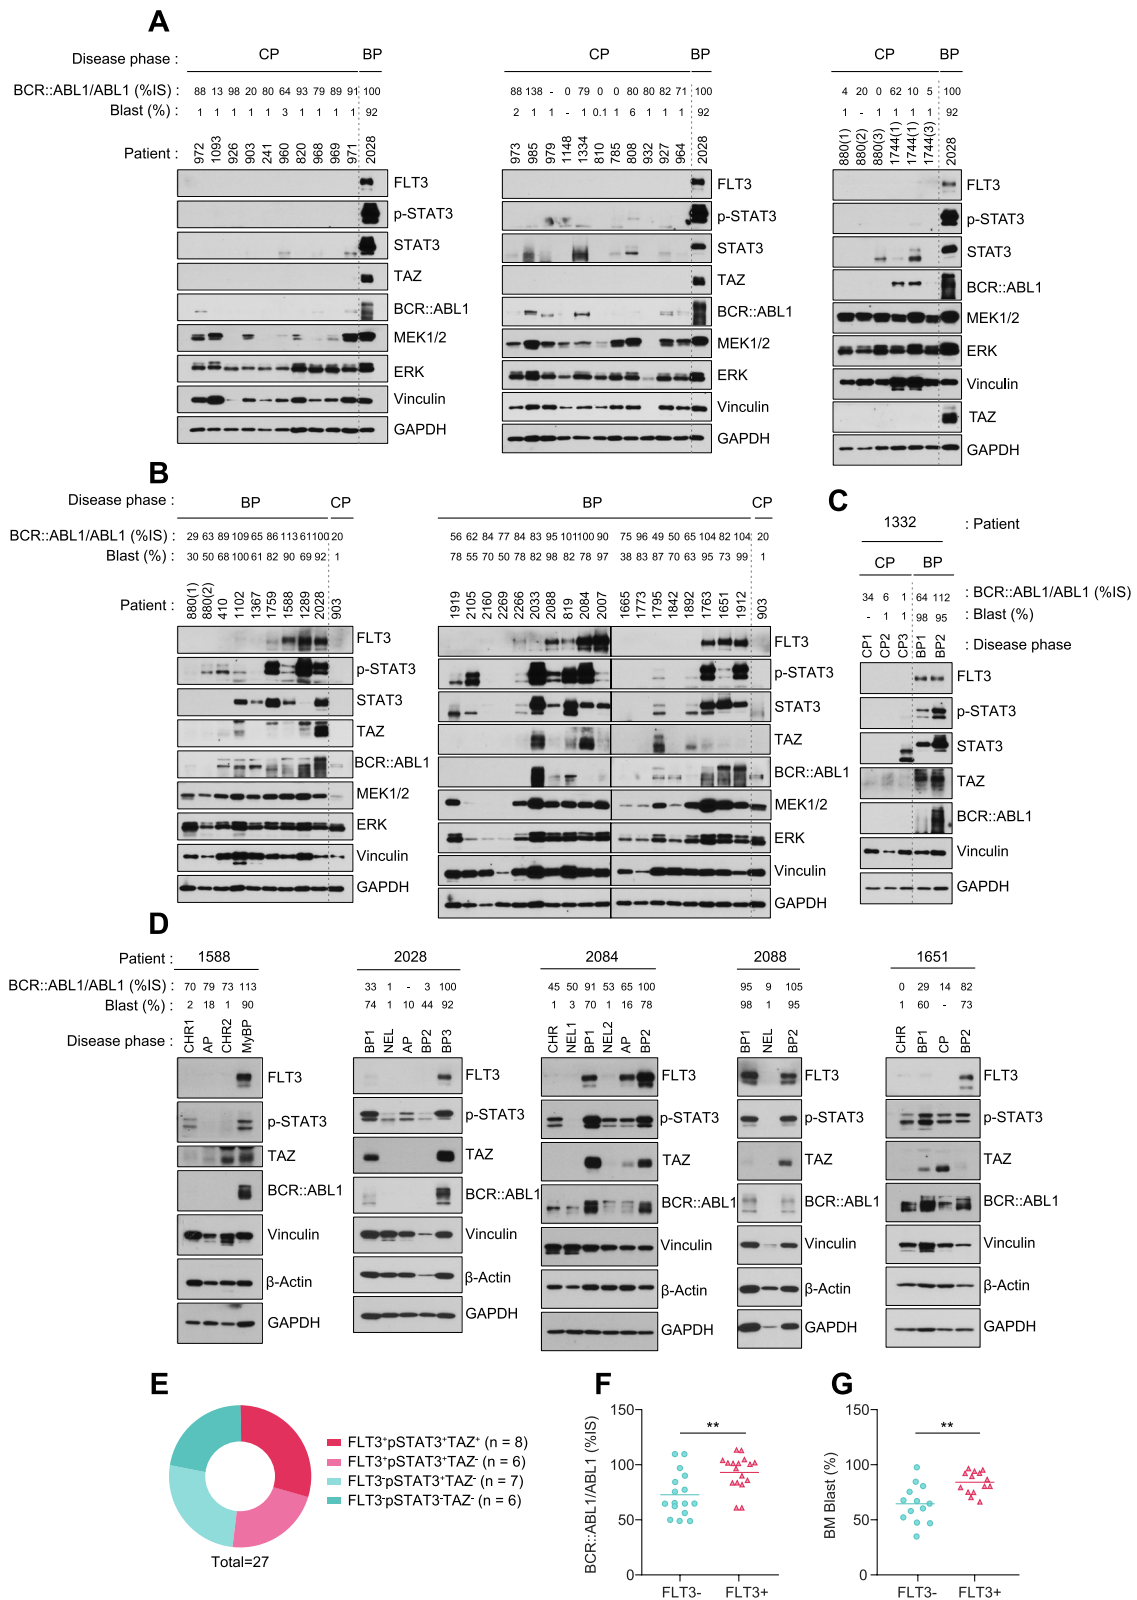 A
Disease phase : CP BP CP BP CP BP
BCR::ABL1/ABL1 (%IS) 88 13 98 20 80 64 93 79 89 91 100 88 138 - 0 79 0 0 80 80 82 71 100 4 20 0 62 10 5 100
Blast (%) 1 1 1 1 1 3 1 1 1 1 92 2 1 1 1 1 0.1 1 6 1 1 1 92 1 - 1 1 1 1 92
Patient : 972 1093 926 903 241 960 820 968 969 971 2028 973 985 979 1148 1334 810 785 808 932 927 964 2028 880(1) 880(2) 880(3) 1744(1) 1744(1) 1744(3) 2028
FLT3 FLT3 FLT3
p-STAT3 p-STAT3 p-STAT3
STAT3 STAT3 STAT3
TAZ TAZ BCR::ABL1
BCR::ABL1 BCR::ABL1 MEK1/2
MEK1/2 MEK1/2 ERK
ERK ERK Vinculin
Vinculin Vinculin TAZ
GAPDH GAPDH GAPDH
B
Disease phase : BP CP BP CP
BCR::ABL1/ABL1 (%IS) : 29 63 89 109 65 86 113 61 100 20 56 62 84 77 84 83 95 101 100 90 75 96 49 50 65 104 82 104 20
Blast (%) : 30 50 68 50 61 82 90 69 92 1 78 55 70 50 76 98 82 88 78 97 38 83 87 70 63 95 73 99 1
Patient : 880(1) 880(2) 410 1102 1367 1759 1588 1289 2028 903 1919 2105 2160 2269 2266 2033 2088 819 2084 2007 1665 1773 1795 1842 1892 1763 1651 1912 903
FLT3 FLT3
p-STAT3 p-STAT3
STAT3 STAT3
TAZ TAZ
BCR::ABL1 BCR::ABL1
MEK1/2 MEK1/2
ERK ERK
Vinculin Vinculin
GAPDH GAPDH
C
1332 : Patient
CP BP
34 6 1 64 112 : BCR::ABL1/ABL1 (%IS)
- 1 1 98 95 : Blast (%)
CP1 CP2 CP3 BP1 BP2 : Disease phase
FLT3
p-STAT3
STAT3
TAZ
BCR::ABL1
Vinculin
GAPDH
D
Patient : 1588 2028 2084 2088 1651
BCR::ABL1/ABL1 (%IS) : 70 79 73 113 33 1 - 3 100 45 50 91 53 65 100 95 9 105 0 29 14 82
Blast (%) : 2 18 1 90 74 1 10 44 92 1 3 70 1 16 78 98 1 95 1 60 - 73
Disease phase : CHR1 AP CHR2 MyBP BP1 NEL AP BP2 BP3 CHR NEL1 BP1 NEL2 AP BP2 BP1 NEL BP2 CHR BP1 CP BP2
FLT3 FLT3 FLT3 FLT3 FLT3
p-STAT3 p-STAT3 p-STAT3 p-STAT3 p-STAT3
TAZ TAZ TAZ TAZ TAZ
BCR::ABL1 BCR::ABL1 BCR::ABL1 BCR::ABL1 BCR::ABL1
Vinculin Vinculin Vinculin Vinculin Vinculin
β-Actin β-Actin β-Actin β-Actin β-Actin
GAPDH GAPDH GAPDH GAPDH GAPDH
E
FLT3⁺pSTAT3⁺TAZ⁺ (n = 8)
FLT3⁺pSTAT3⁺TAZ⁻ (n = 6)
FLT3⁻pSTAT3⁺TAZ⁻ (n = 7)
FLT3⁻pSTAT3⁻TAZ⁻ (n = 6)
Total=27
F
BCR::ABL1/ABL1 (%IS)
150
100
50
0
**
FLT3- FLT3+
G
BM Blast (%)
150
100
50
0
**
FLT3- FLT3+